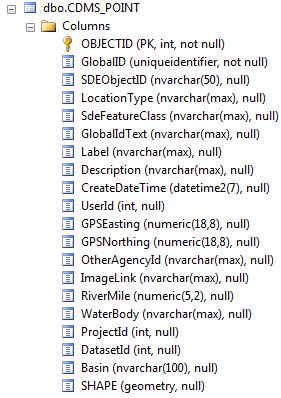 dbo.CDMS_POINT
Columns
OBJECTID (PK, int, not null)
GlobalID (uniqueidentifier, not null)
SDEObjectID (nvarchar(50), null)
LocationType (nvarchar(max), null)
SdeFeatureClass (nvarchar(max), null)
GlobalIdText (nvarchar(max), null)
Label (nvarchar(max), null)
Description (nvarchar(max), null)
CreateDateTime (datetime2(7), null)
UserId (int, null)
GPSEasting (numeric(18,8), null)
GPSNorthing (numeric(18,8), null)
OtherAgencyId (nvarchar(max), null)
ImageLink (nvarchar(max), null)
RiverMile (numeric(5,2), null)
WaterBody (nvarchar(max), null)
ProjectId (int, null)
DatasetId (int, null)
Basin (nvarchar(100), null)
SHAPE (geometry, null)